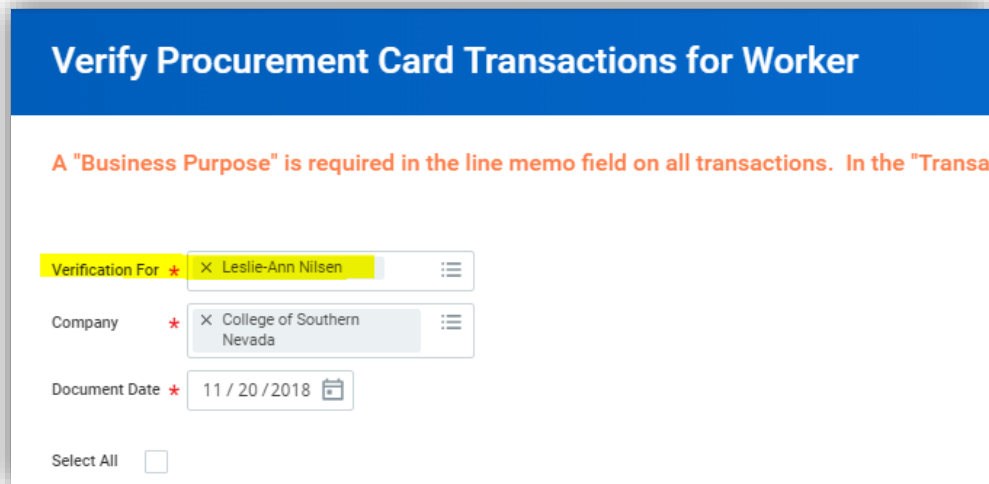 Verify Procurement Card Transactions for Worker
A "Business Purpose" is required in the line memo field on all transactions. In the "Transa
Verification For * × Leslie-Ann Nilsen
Company * × College of Southern
Nevada
Document Date * 11 / 20 / 2018
Select All